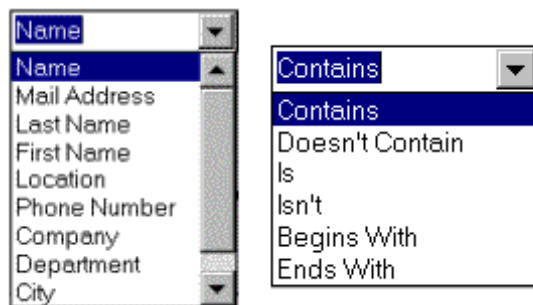 Name
Name
Mail Address
Last Name
First Name
Location
Phone Number
Company
Department
City
Contains
Contains
Doesn't Contain
Is
Isn't
Begins With
Ends With